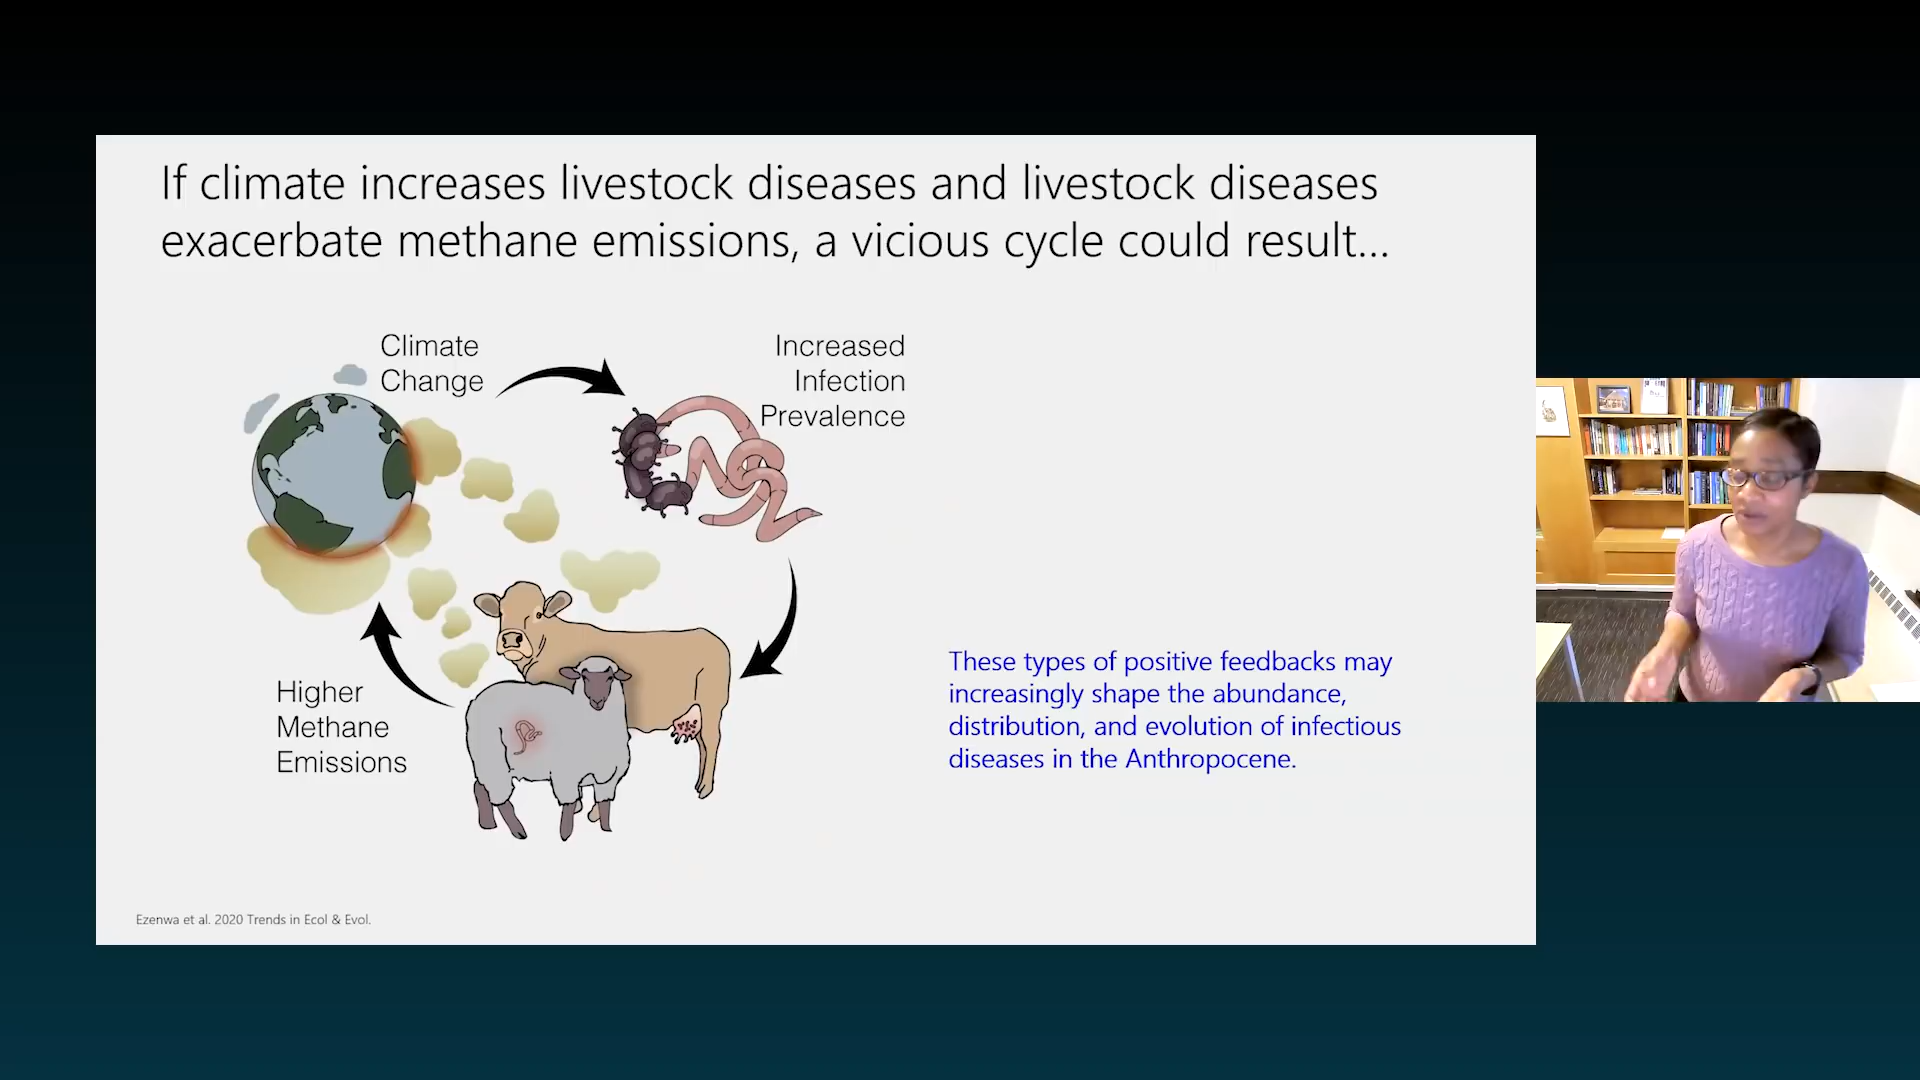 If climate increases livestock diseases and livestock diseases
exacerbate methane emissions, a vicious cycle could result...
Climate
Change
Increased
Infection
Prevalence
Higher
Methane
Emissions
These types of positive feedbacks may
increasingly shape the abundance,
distribution, and evolution of infectious
diseases in the Anthropocene.
Ezenwa et al. 2020 Trends in Ecol & Evol.